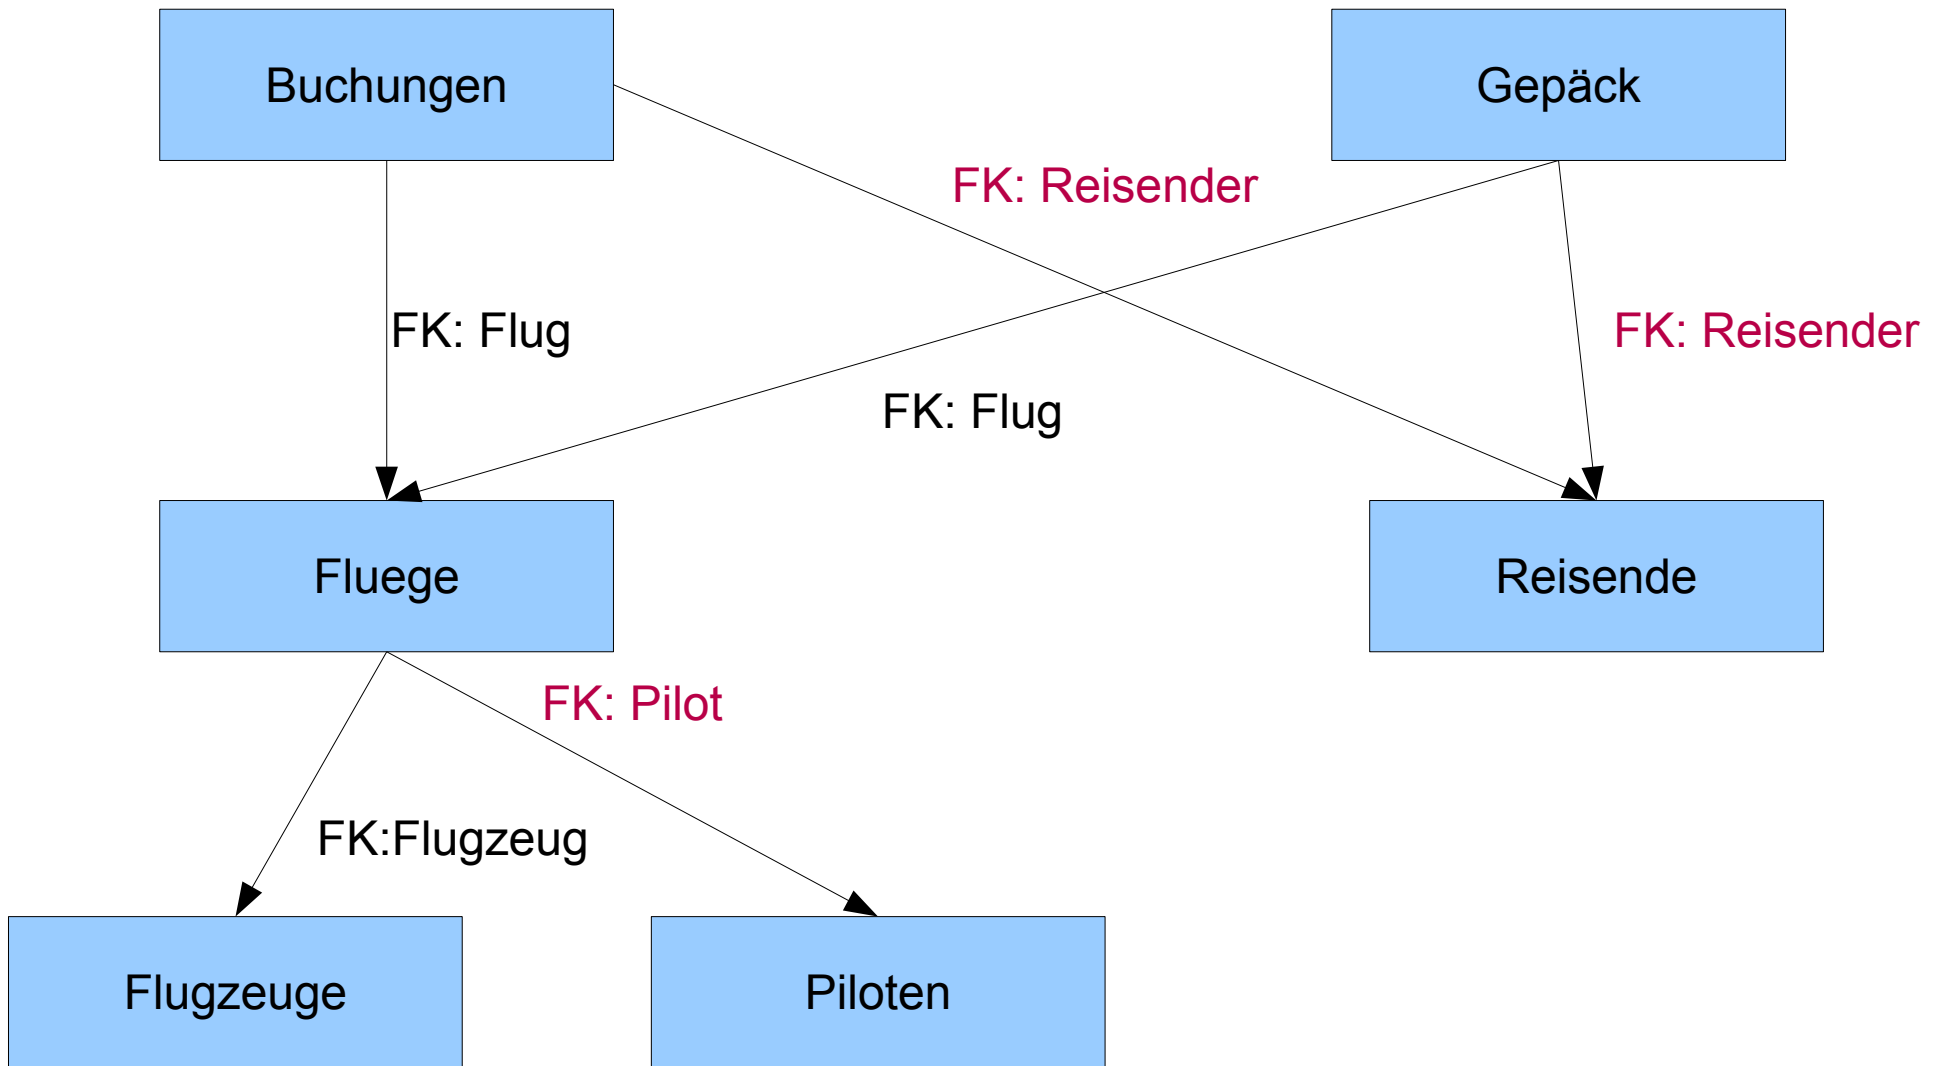 Buchungen
Gepäck
FK: Reisender
FK: Flug
FK: Reisender
FK: Flug
Fluege
Reisende
FK: Pilot
FK:Flugzeug
Flugzeuge
Piloten